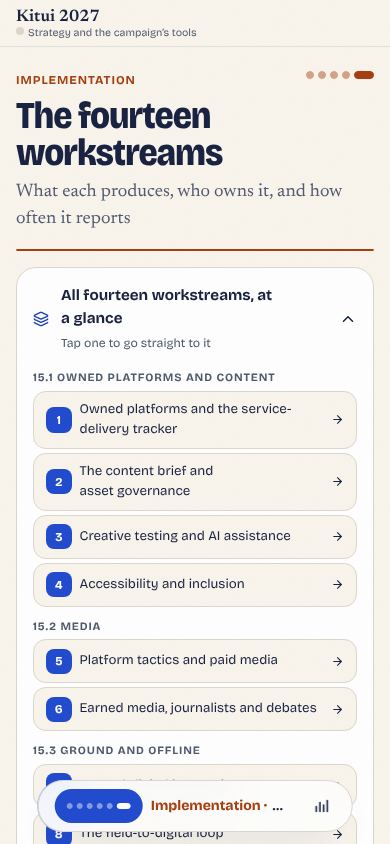 Kitui 2027
Strategy and the campaign's tools
IMPLEMENTATION
The fourteen
workstreams
What each produces, who owns it, and how
often it reports
All fourteen workstreams, at
a glance
Tap one to go straight to it
15.1 OWNED PLATFORMS AND CONTENT
1 Owned platforms and the service-
delivery tracker
2 The content brief and
asset governance
3 Creative testing and AI assistance
4 Accessibility and inclusion
15.2 MEDIA
5 Platform tactics and paid media
6 Earned media, journalists and debates
15.3 GROUND AND OFFLINE
Implementation · ...
8 The field-to-digital loop